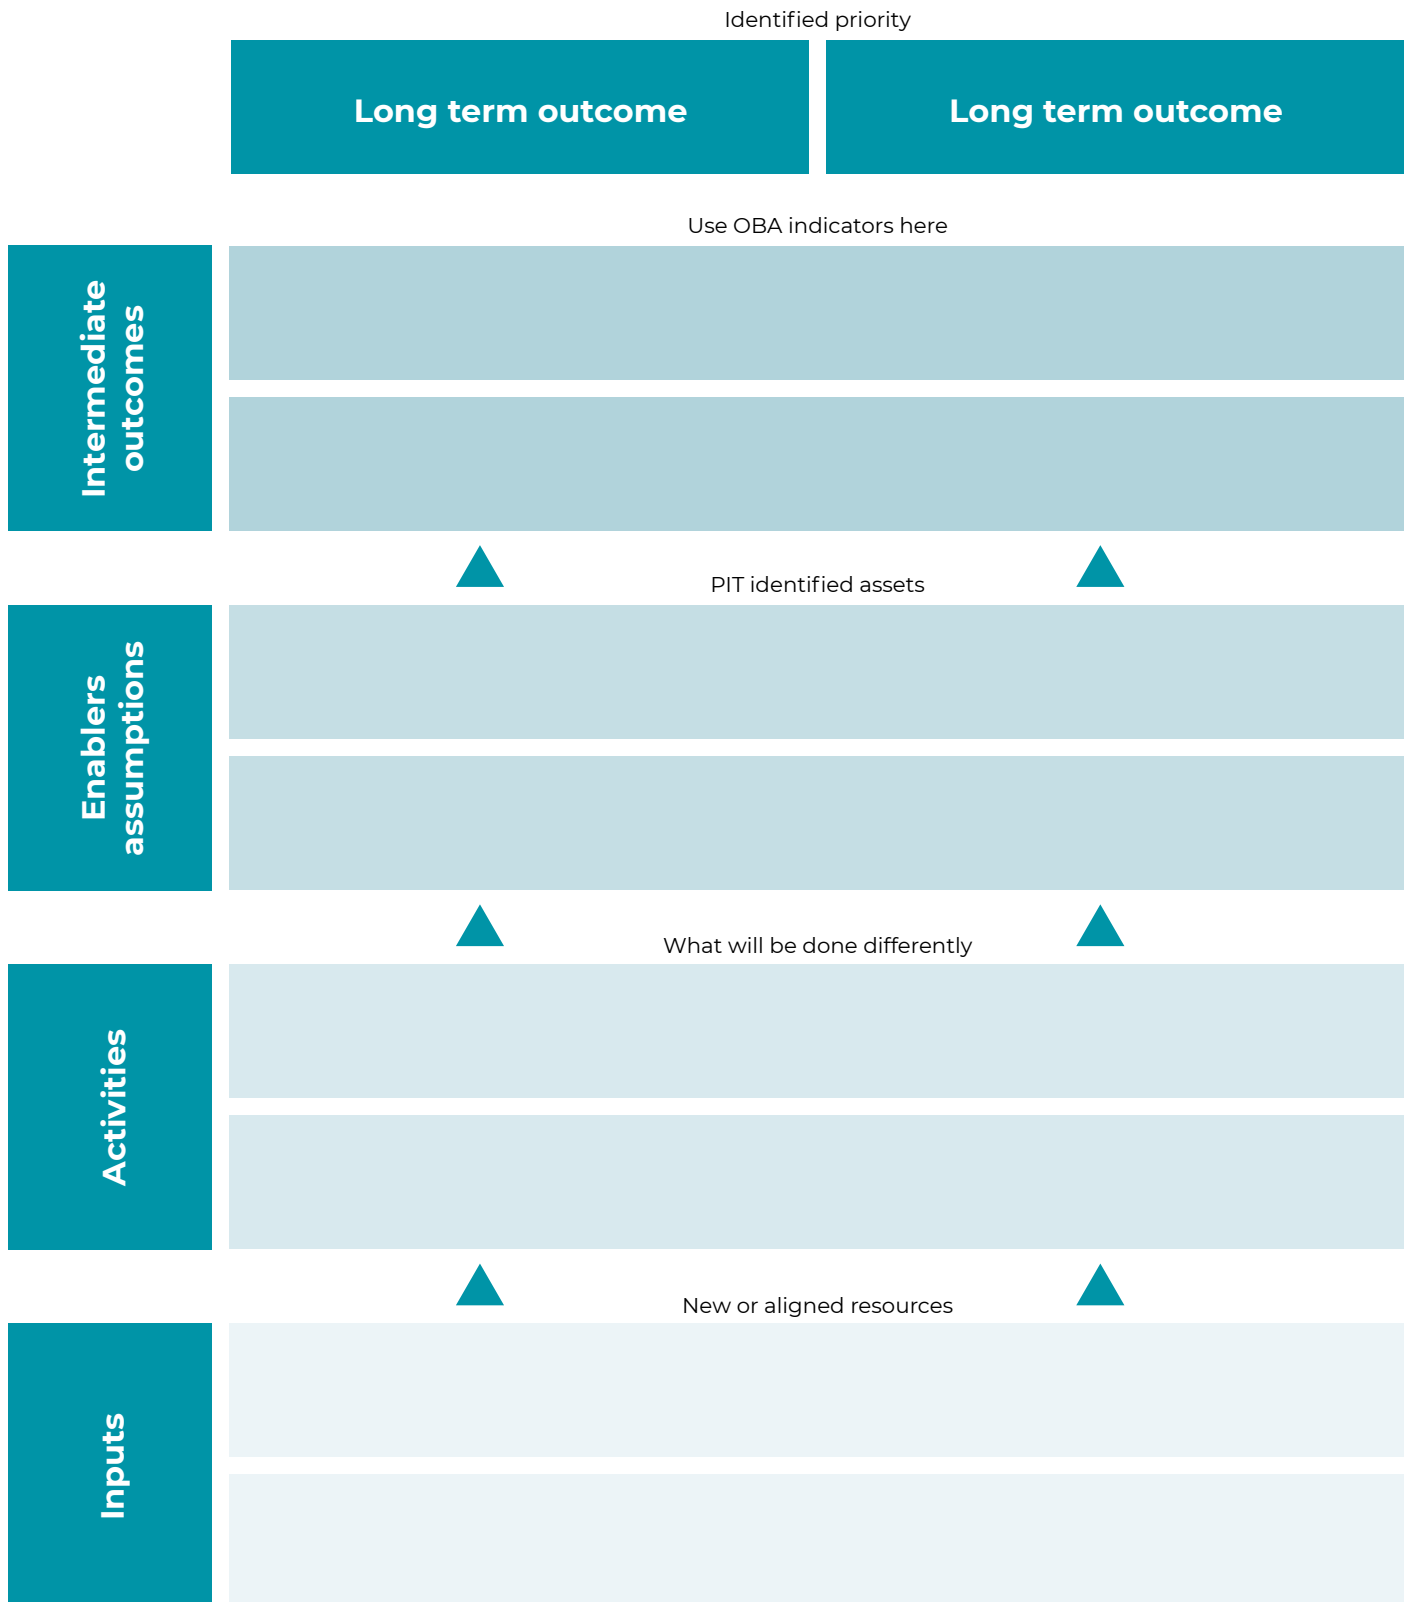 Identified priority
Long term outcome
Long term outcome
Use OBA indicators here
Intermediate
outcomes
PIT identified assets
Enablers
assumptions
What will be done differently
Activities
New or aligned resources
Inputs